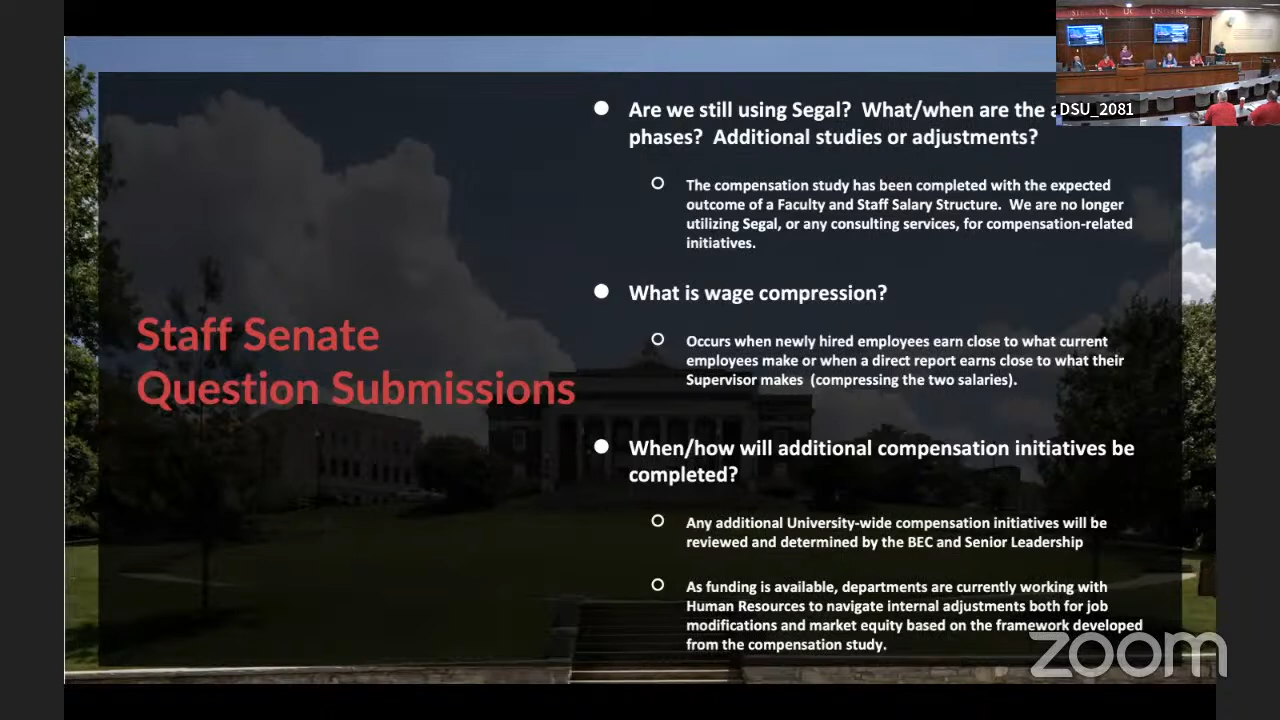 Staff Senate
Question Submissions
Are we still using Segal? What/when are the
phases? Additional studies or adjustments?
The compensation study has been completed with the expected
outcome of a Faculty and Staff Salary Structure. We are no longer
utilizing Segal, or any consulting services, for compensation-related
initiatives.
What is wage compression?
Occurs when newly hired employees earn close to what current
employees make or when a direct report earns close to what their
Supervisor makes (compressing the two salaries).
When/how will additional compensation initiatives be
completed?
Any additional University-wide compensation initiatives will be
reviewed and determined by the BEC and Senior Leadership
As funding is available, departments are currently working with
Human Resources to navigate internal adjustments both for job
modifications and market equity based on the framework developed
from the compensation study.
DSU_2081
zoom